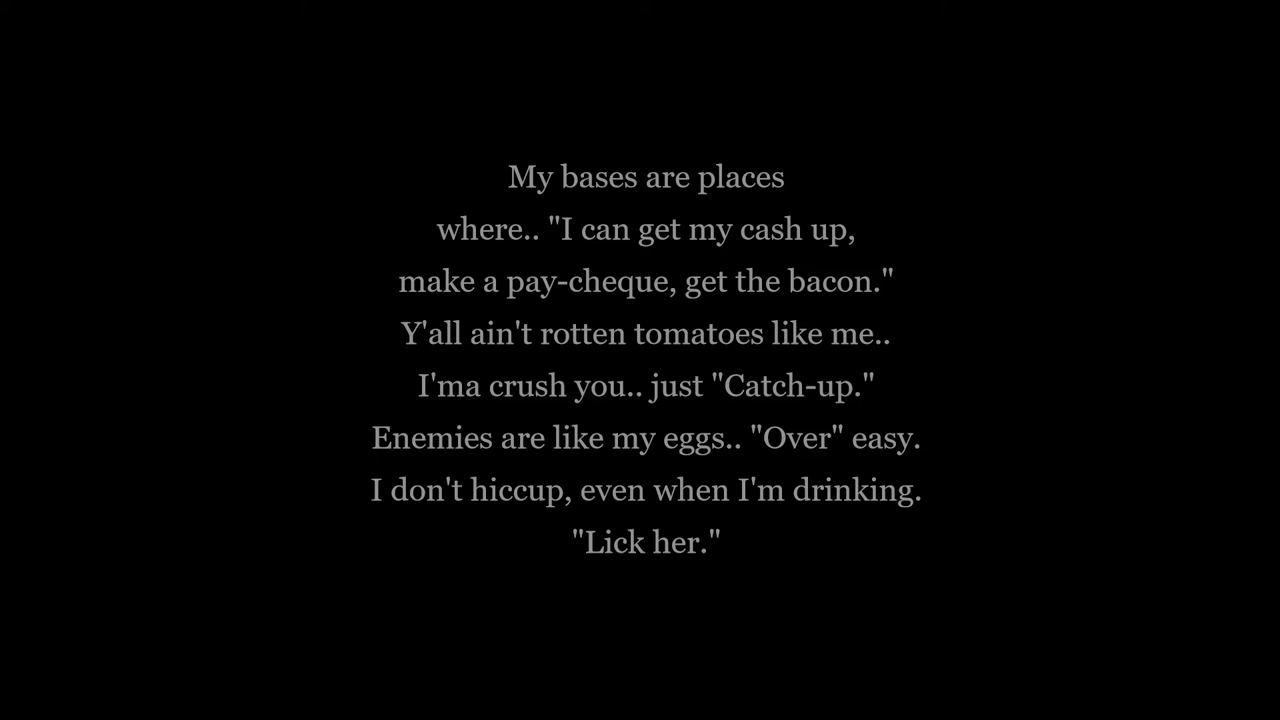 My bases are places
where.. "I can get my cash up,
make a pay-cheque, get the bacon."
Y'all ain't rotten tomatoes like me..
I'ma crush you.. just "Catch-up."
Enemies are like my eggs.. "Over" easy.
I don't hiccup, even when I'm drinking.
"Lick her."